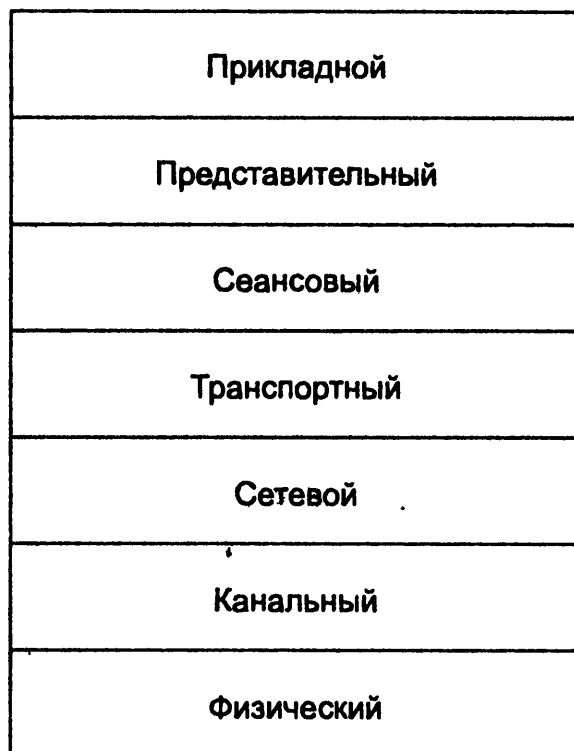 Прикладной
Представительный
Сеансовый
Транспортный
Сетевой
Канальный
Физический